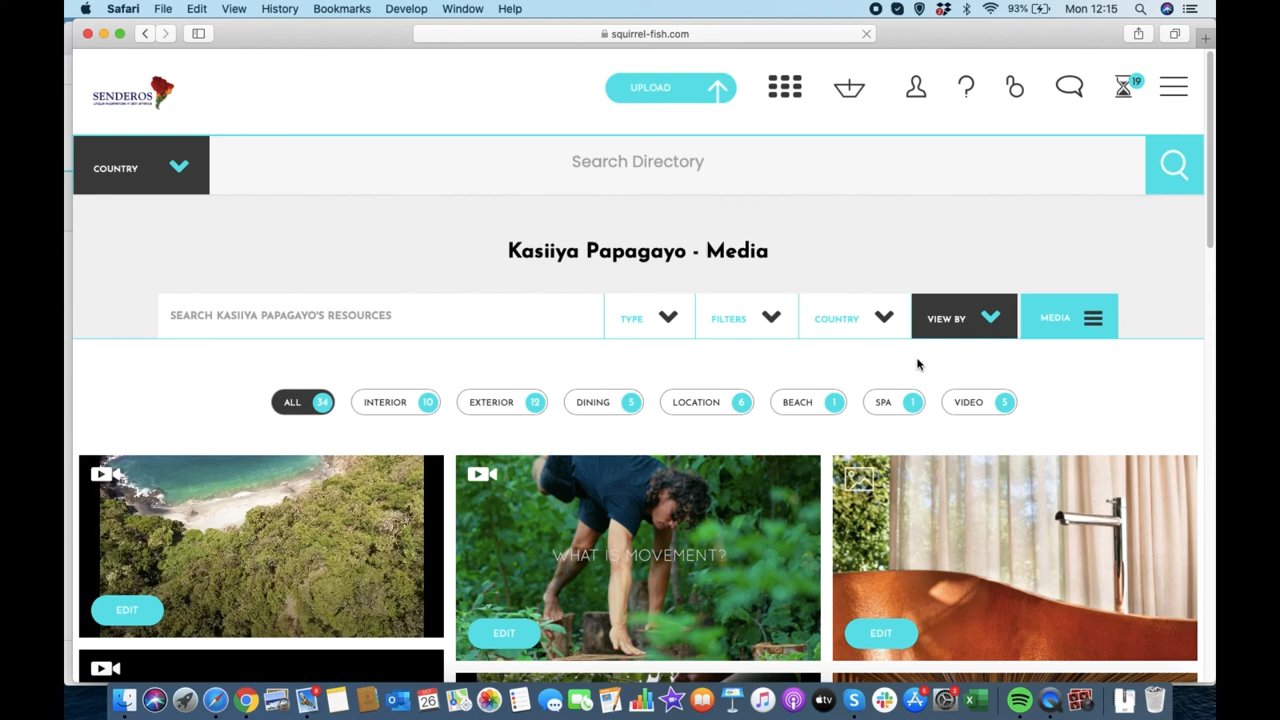 Safari File Edit View History Bookmarks Develop Window Help 93% Mon 12:15
squirrel-fish.com
SENDEROS
UPLOAD
19
COUNTRY
Search Directory
Kasiiya Papagayo - Media
SEARCH KASIIYA PAPAGAYO'S RESOURCES
TYPE
FILTERS
COUNTRY
VIEW BY
MEDIA
ALL 34
INTERIOR 10
EXTERIOR 12
DINING 5
LOCATION 6
BEACH 1
SPA 1
VIDEO 5
WHAT IS MOVEMENT?
EDIT
EDIT
EDIT